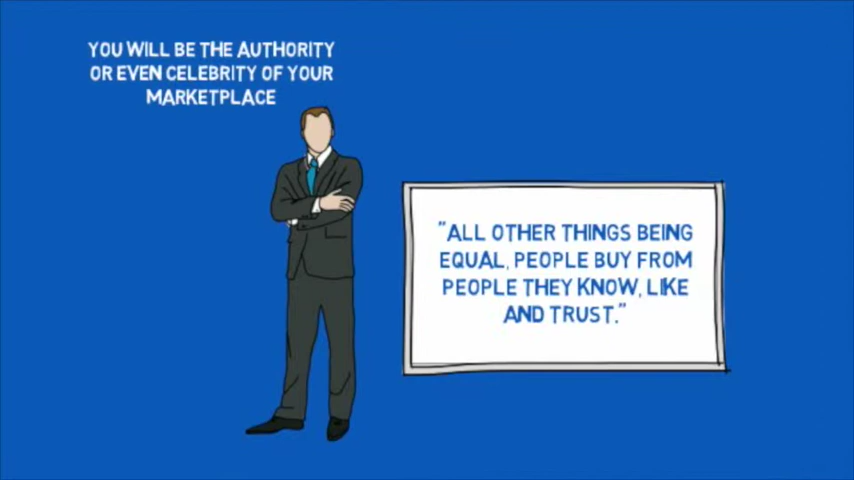 YOU WILL BE THE AUTHORITY
OR EVEN CELEBRITY OF YOUR
MARKETPLACE
"ALL OTHER THINGS BEING
EQUAL, PEOPLE BUY FROM
PEOPLE THEY KNOW, LIKE
AND TRUST."